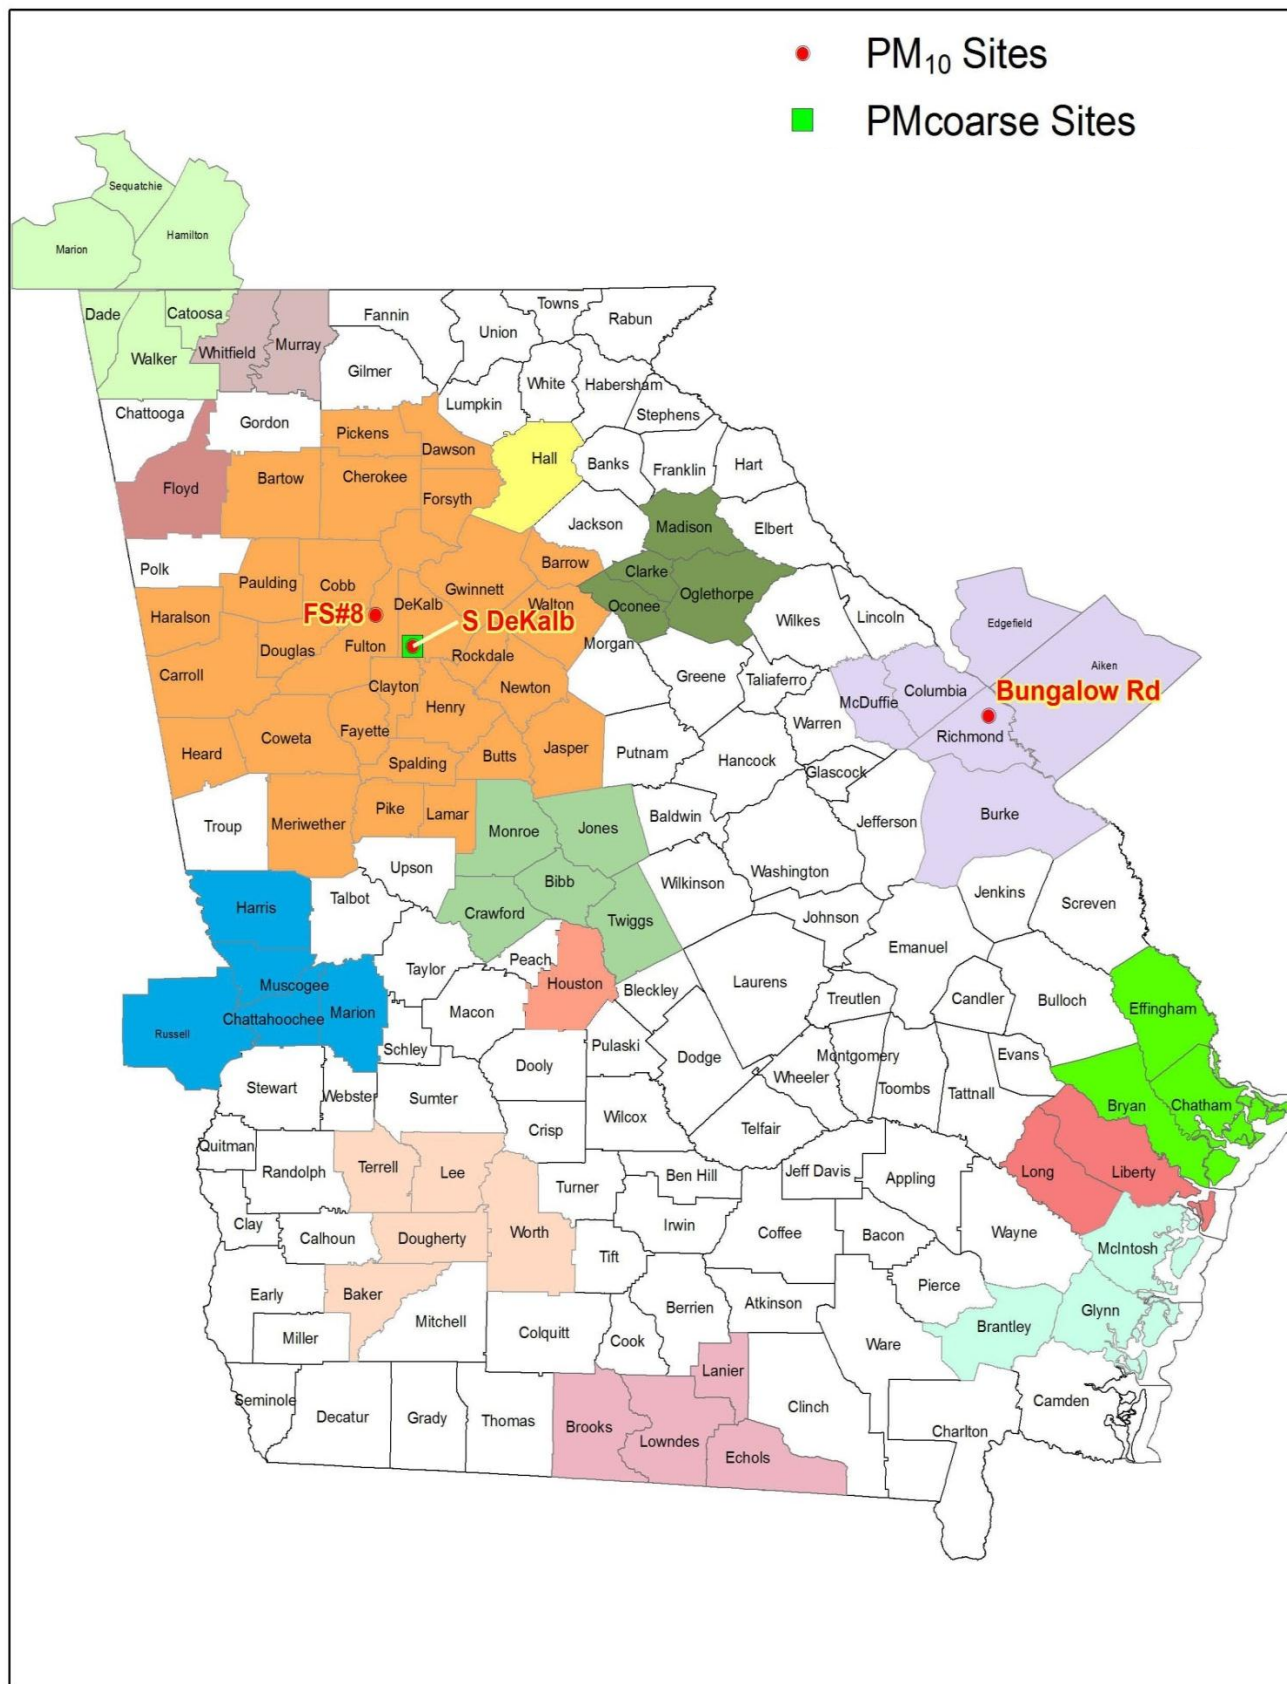 PM10 Sites
PMcoarse Sites
Sequatchie
Hamilton
Marion
Dade
Catoosa
Walker
Whitfield
Murray
Fannin
Union
Towns
Rabun
Gilmer
White
Habersham
Lumpkin
Stephens
Chattooga
Gordon
Pickens
Dawson
Hall
Banks
Franklin
Hart
Floyd
Bartow
Cherokee
Forsyth
Jackson
Madison
Elbert
Polk
Paulding
Cobb
Barrow
Clarke
Gwinnett
DeKalb
Walton
Oconee
Oglethorpe
Haralson
FS#8
S DeKalb
Wilkes
Lincoln
Edgefield
Douglas
Fulton
Rockdale
Morgan
Aiken
Carroll
Clayton
Newton
Greene
Taliaferro
McDuffie
Columbia
Bungalow Rd
Henry
Warren
Richmond
Heard
Coweta
Fayette
Spalding
Butts
Jasper
Putnam
Hancock
Glascock
Troup
Meriwether
Pike
Lamar
Monroe
Jones
Baldwin
Jefferson
Burke
Upson
Bibb
Wilkinson
Washington
Jenkins
Screven
Harris
Talbot
Crawford
Twiggs
Johnson
Emanuel
Peach
Taylor
Muscogee
Houston
Bleckley
Laurens
Treutlen
Candler
Bulloch
Effingham
Russell
Chattahoochee
Marion
Macon
Schley
Dooly
Pulaski
Dodge
Montgomery
Wheeler
Toombs
Tattnall
Evans
Bryan
Chatham
Stewart
Webster
Sumter
Crisp
Wilcox
Telfair
Quitman
Randolph
Terrell
Lee
Turner
Ben Hill
Jeff Davis
Appling
Long
Liberty
Clay
Calhoun
Dougherty
Worth
Tift
Irwin
Coffee
Bacon
Wayne
McIntosh
Early
Baker
Mitchell
Berrien
Atkinson
Pierce
Glynn
Miller
Colquitt
Cook
Ware
Brantley
Lanier
Seminole
Decatur
Grady
Thomas
Brooks
Lowndes
Echols
Clinch
Charlton
Camden